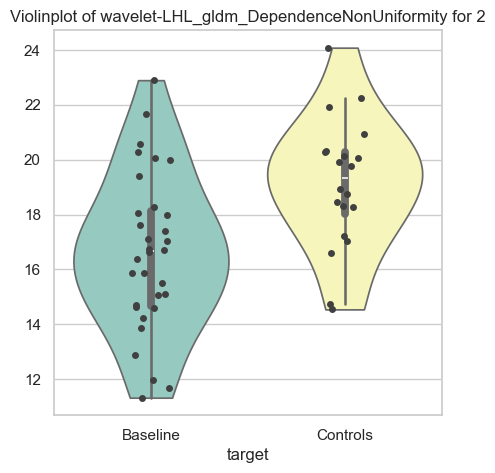 Violinplot of wavelet-LHL_gldm_DependenceNonUniformity for 2
24
22
20
18
16
14
12
Baseline Controls
target